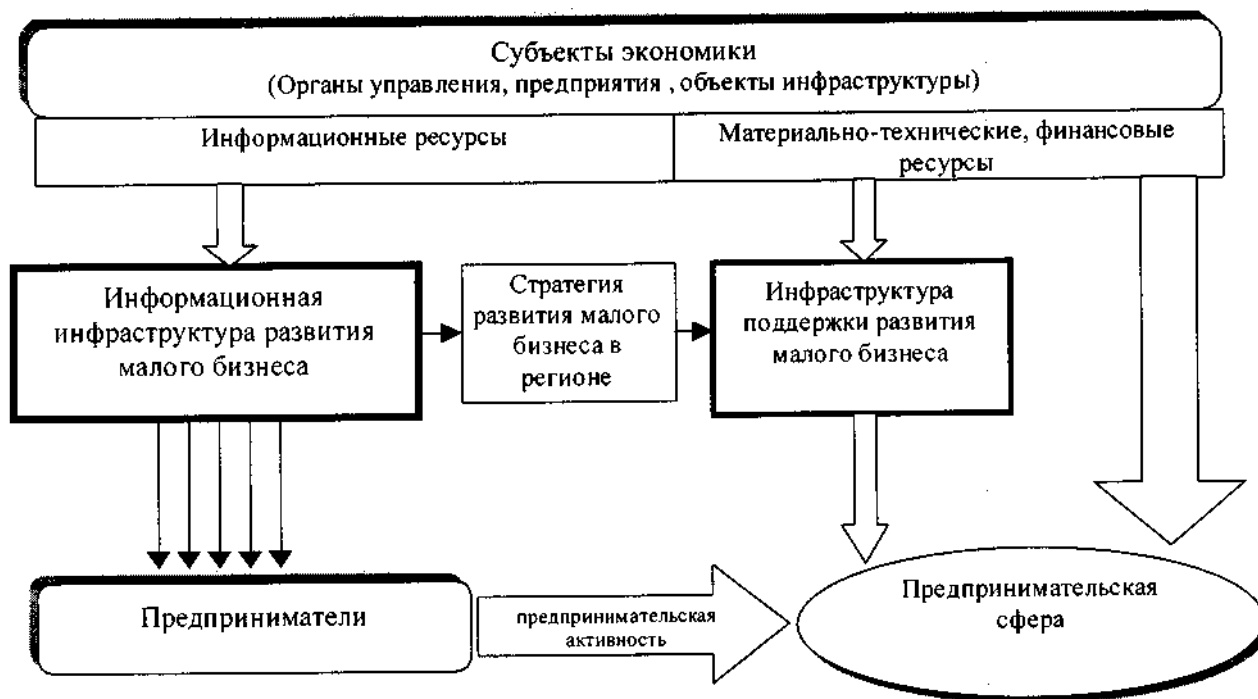 Субъекты экономики
(Органы управления, предприятия , объекты инфраструктуры)
Информационные ресурсы
Материально-технические, финансовые
ресурсы
Информационная
инфраструктура развития
малого бизнеса
Стратегия
развития малого
бизнеса в
регионе
Инфраструктура
поддержки развития
малого бизнеса
Предприниматели
предпринимательская
активность
Предпринимательская
сфера